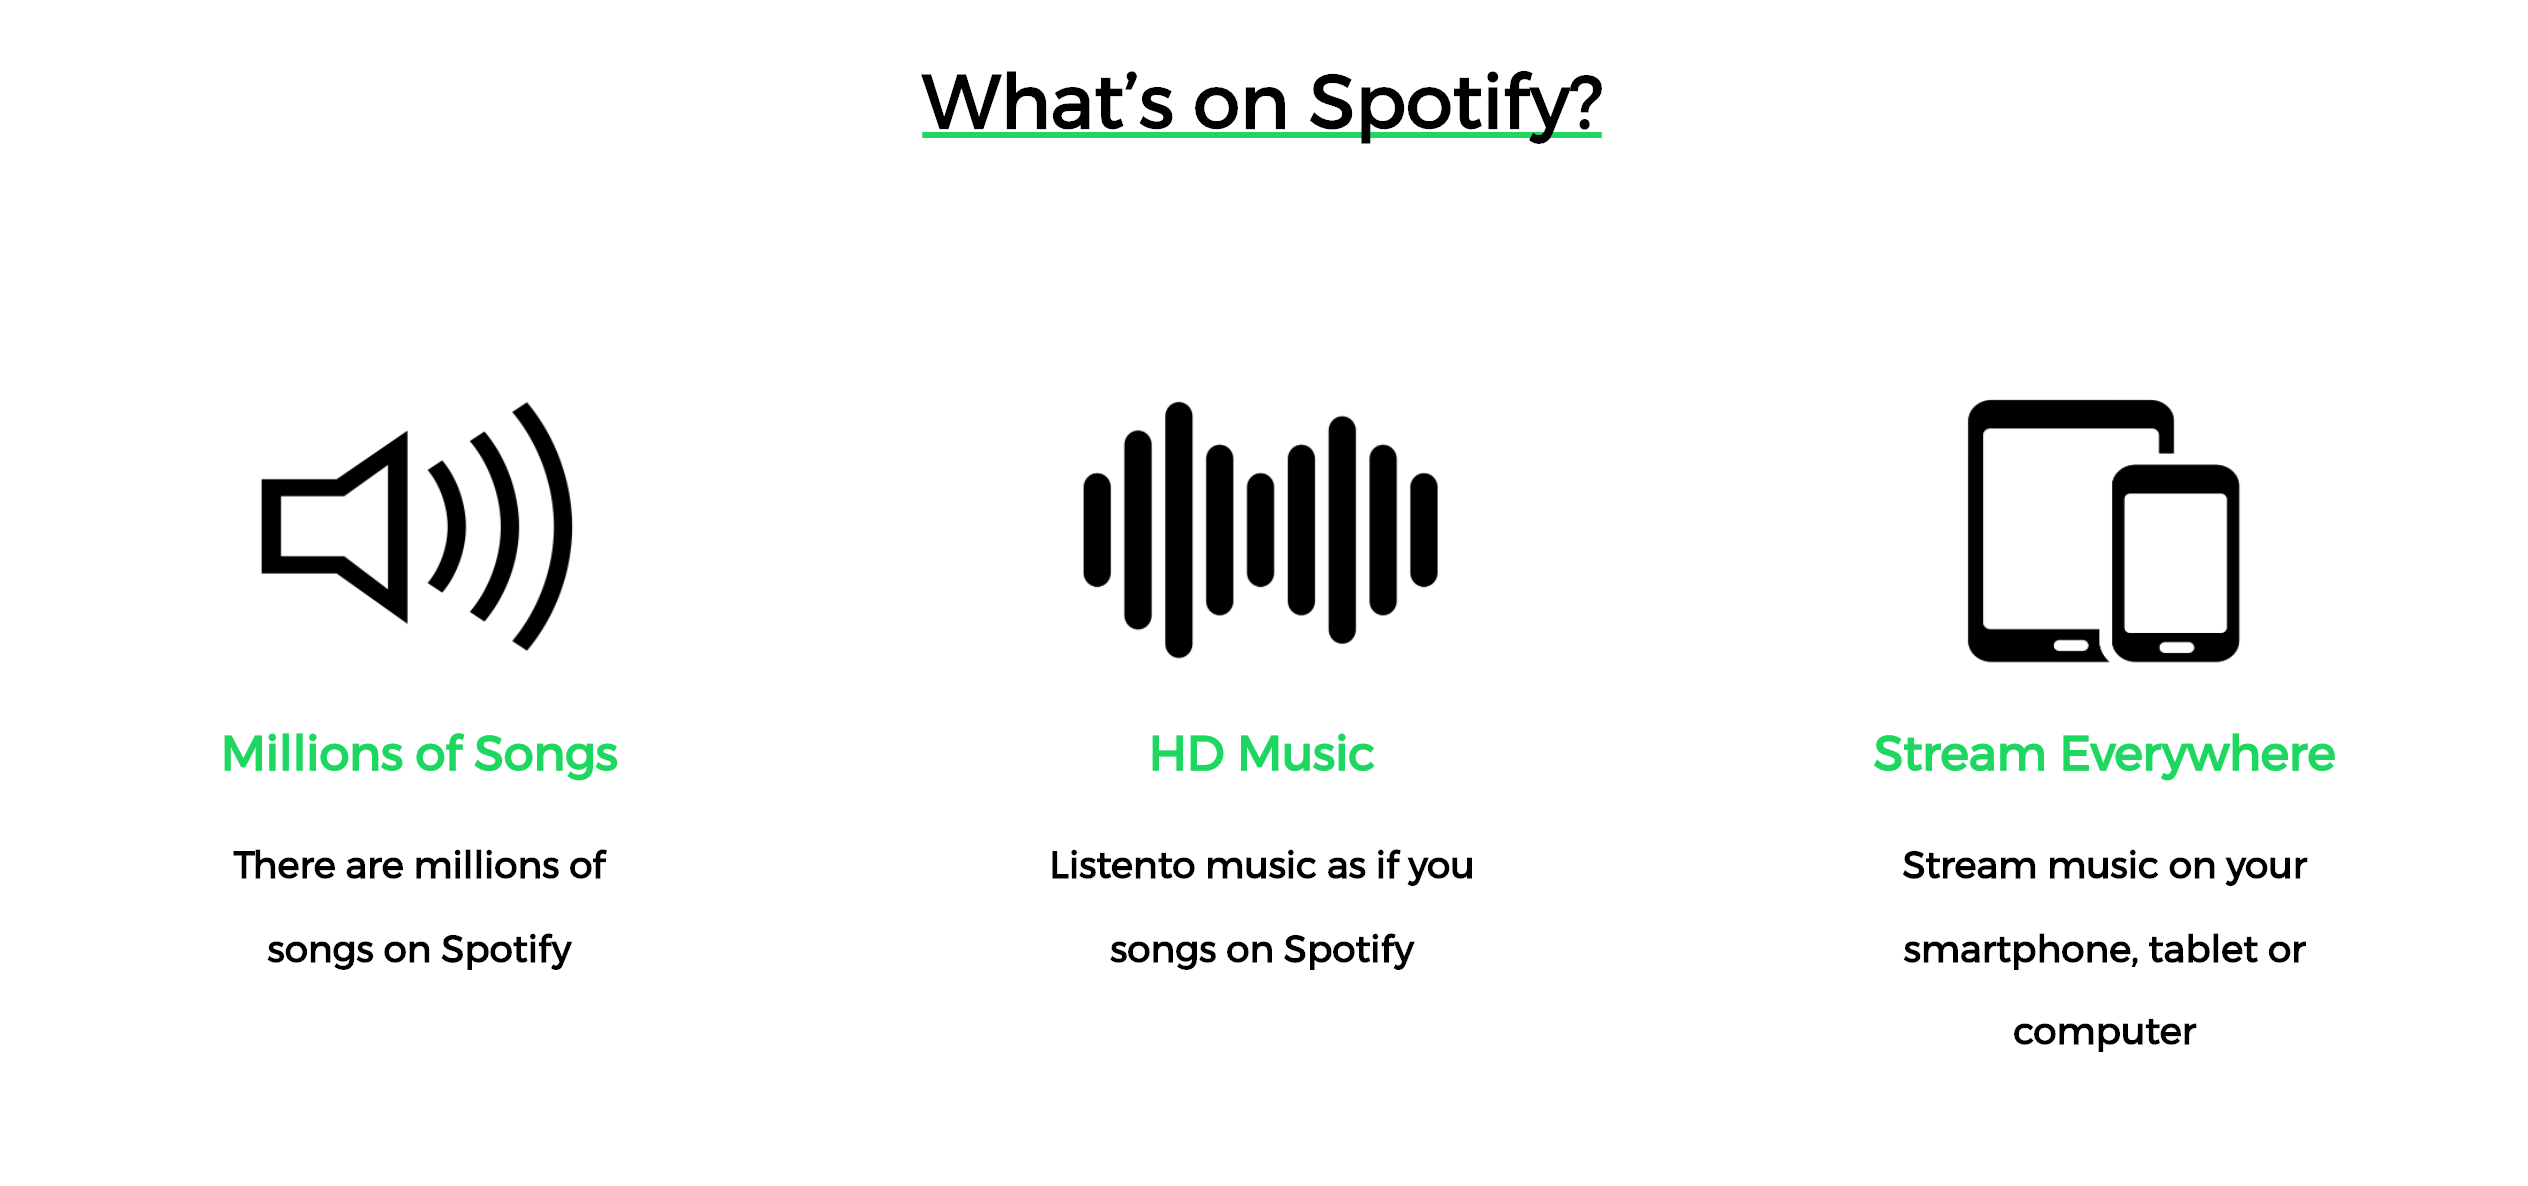 What’s on Spotify?
Millions of Songs
There are millions of
songs on Spotify
HD Music
Listento music as if you
songs on Spotify
Stream Everywhere
Stream music on your
smartphone, tablet or
computer